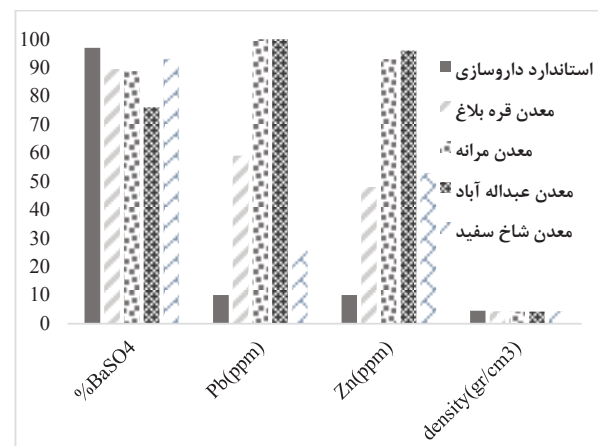 100
90
80
70
60
50
40
30
20
10
0
%BaSO4
Pb(ppm)
Zn(ppm)
density(gr/cm3)
استاندارد داروسازی
معدن قره بلاغ
معدن مرانه
معدن عبداله آباد
معدن شاخ سفید